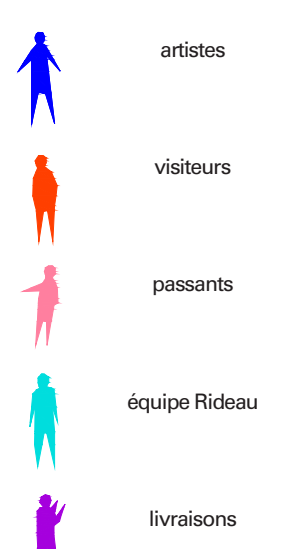 artistes
visiteurs
passants
équipe Rideau
livraisons